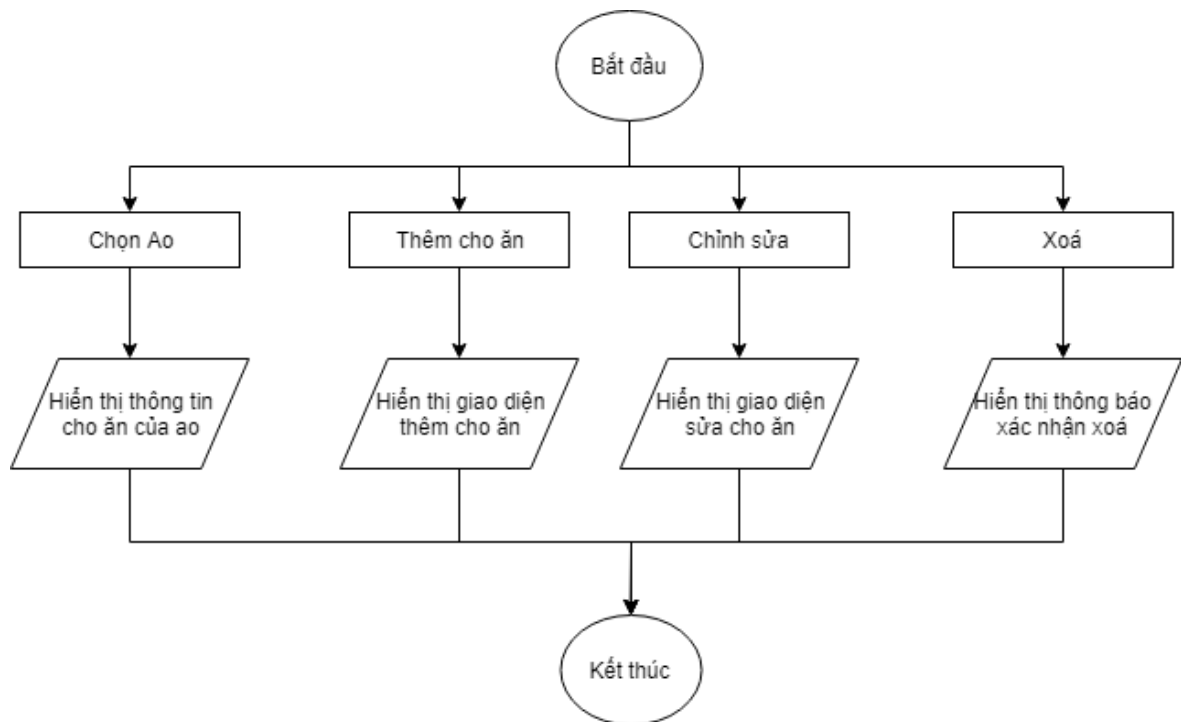 Bắt đầu
Chọn Ao
Thêm cho ăn
Chỉnh sửa
Xoá
Hiển thị thông tin
cho ăn của ao
Hiển thị giao diện
thêm cho ăn
Hiển thị giao diện
sửa cho ăn
Hiển thị thông báo
xác nhận xoá
Kết thúc